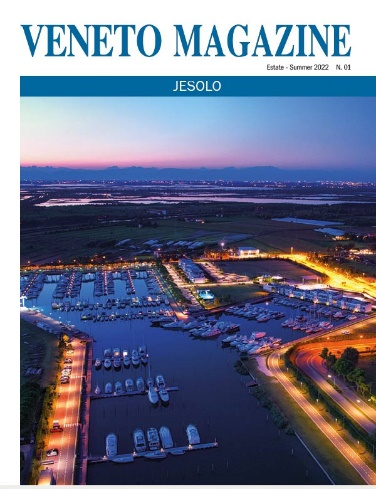 VENETO MAGAZINE
Estate - Summer 2022 N. 01
JESOLO